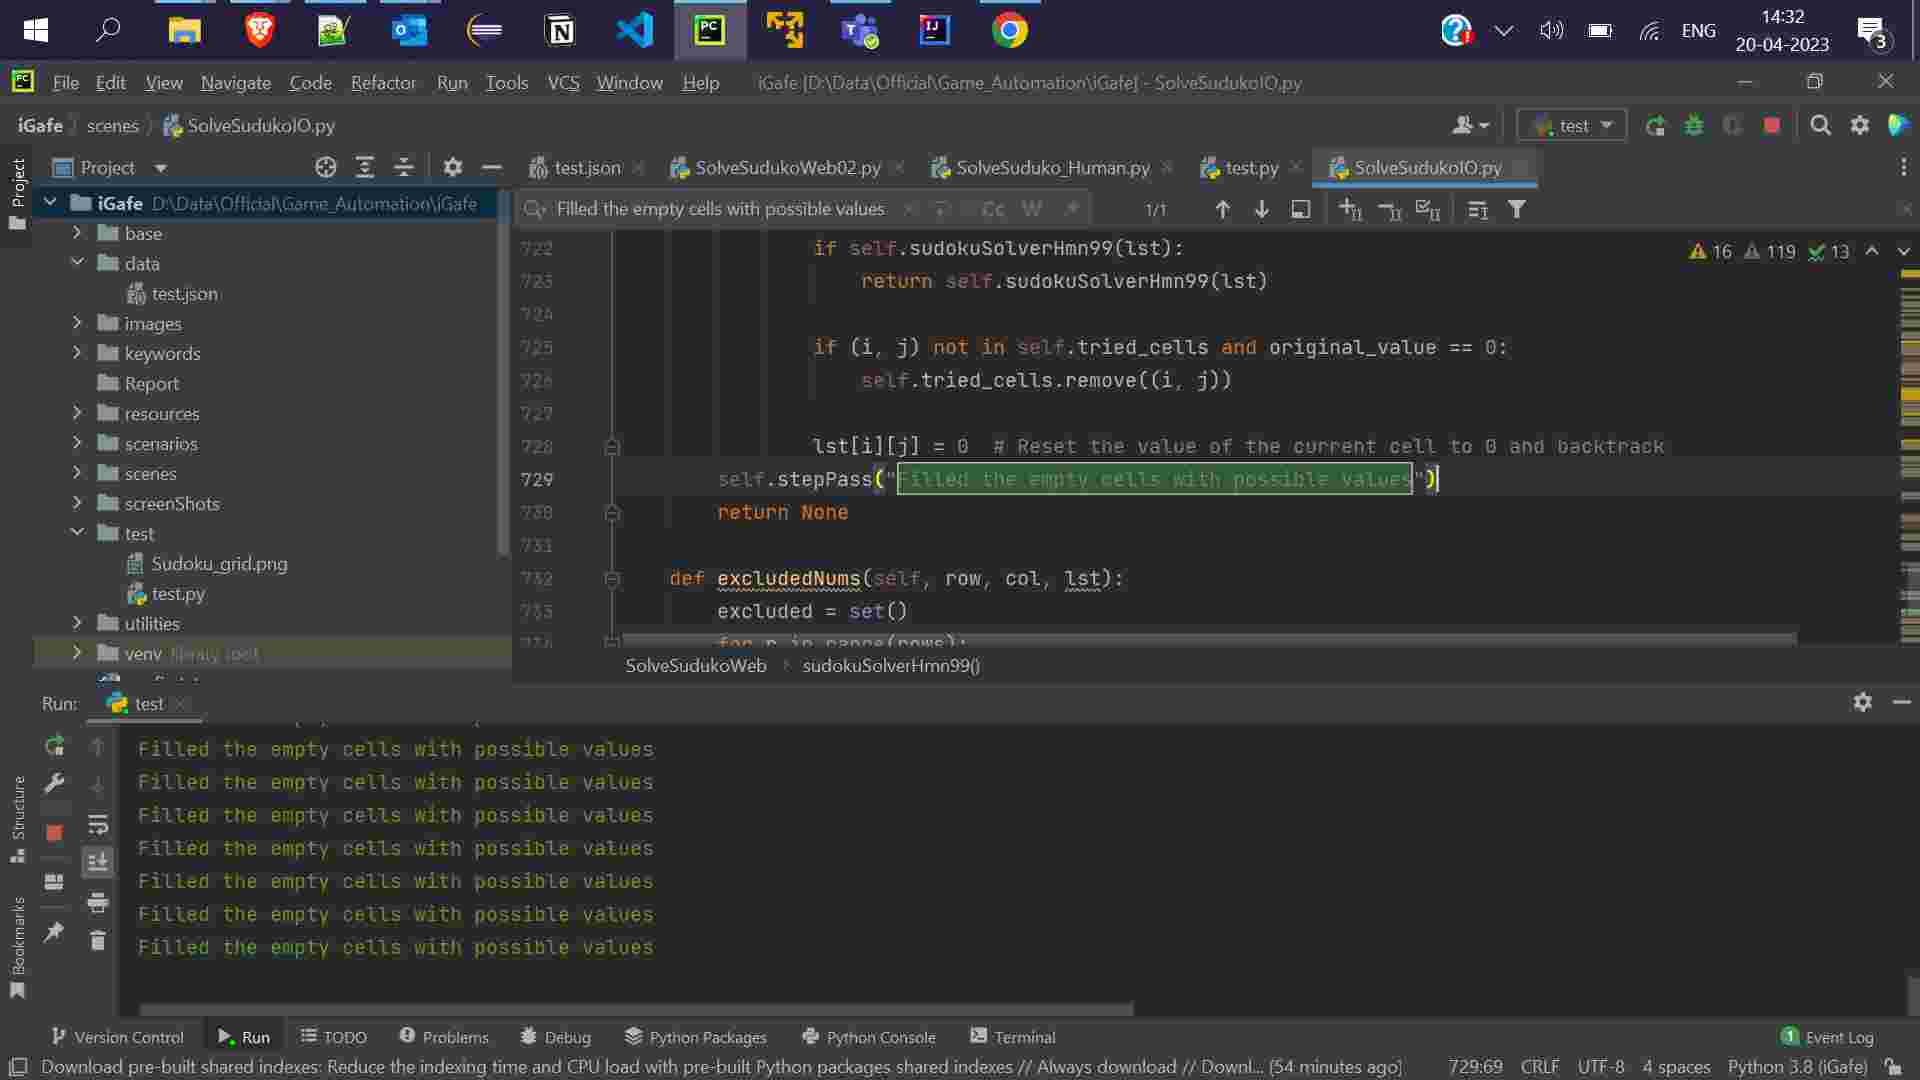 14:32
ENG
20-04-2023
3
File Edit View Navigate Code Refactor Run Tools VCS Window Help iGafe [D:\Data\Official\Game_Automation\iGafe] - SolveSudukoIO.py
iGafe scenes SolveSudukoIO.py
test
Project
test.json SolveSudukoWeb02.py SolveSuduko_Human.py test.py SolveSudukoIO.py
Project
iGafe D:\Data\Official\Game_Automation\iGafe
base
data
test.json
images
keywords
Report
resources
scenarios
scenes
screenShots
test
Sudoku_grid.png
test.py
utilities
venv library root
Filled the empty cells with possible values Cc W 1/1
16 119 13
722 if self.sudokuSolverHmn99(lst):
723 return self.sudokuSolverHmn99(lst)
724
725 if (i, j) not in self.tried_cells and original_value == 0:
726 self.tried_cells.remove((i, j))
727
728 lst[i][j] = 0 # Reset the value of the current cell to 0 and backtrack
729 self.stepPass("Filled the empty cells with possible values")
730 return None
731
732 def excludedNums(self, row, col, lst):
733 excluded = set()
734 for r in range(rows):
SolveSudukoWeb sudokuSolverHmn99()
Run: test
Filled the empty cells with possible values
Filled the empty cells with possible values
Filled the empty cells with possible values
Filled the empty cells with possible values
Filled the empty cells with possible values
Filled the empty cells with possible values
Filled the empty cells with possible values
Structure
Bookmarks
Version Control Run TODO Problems Debug Python Packages Python Console Terminal 1 Event Log
Download pre-built shared indexes: Reduce the indexing time and CPU load with pre-built Python packages shared indexes // Always download // Downl... (54 minutes ago) 729:69 CRLF UTF-8 4 spaces Python 3.8 (iGafe)